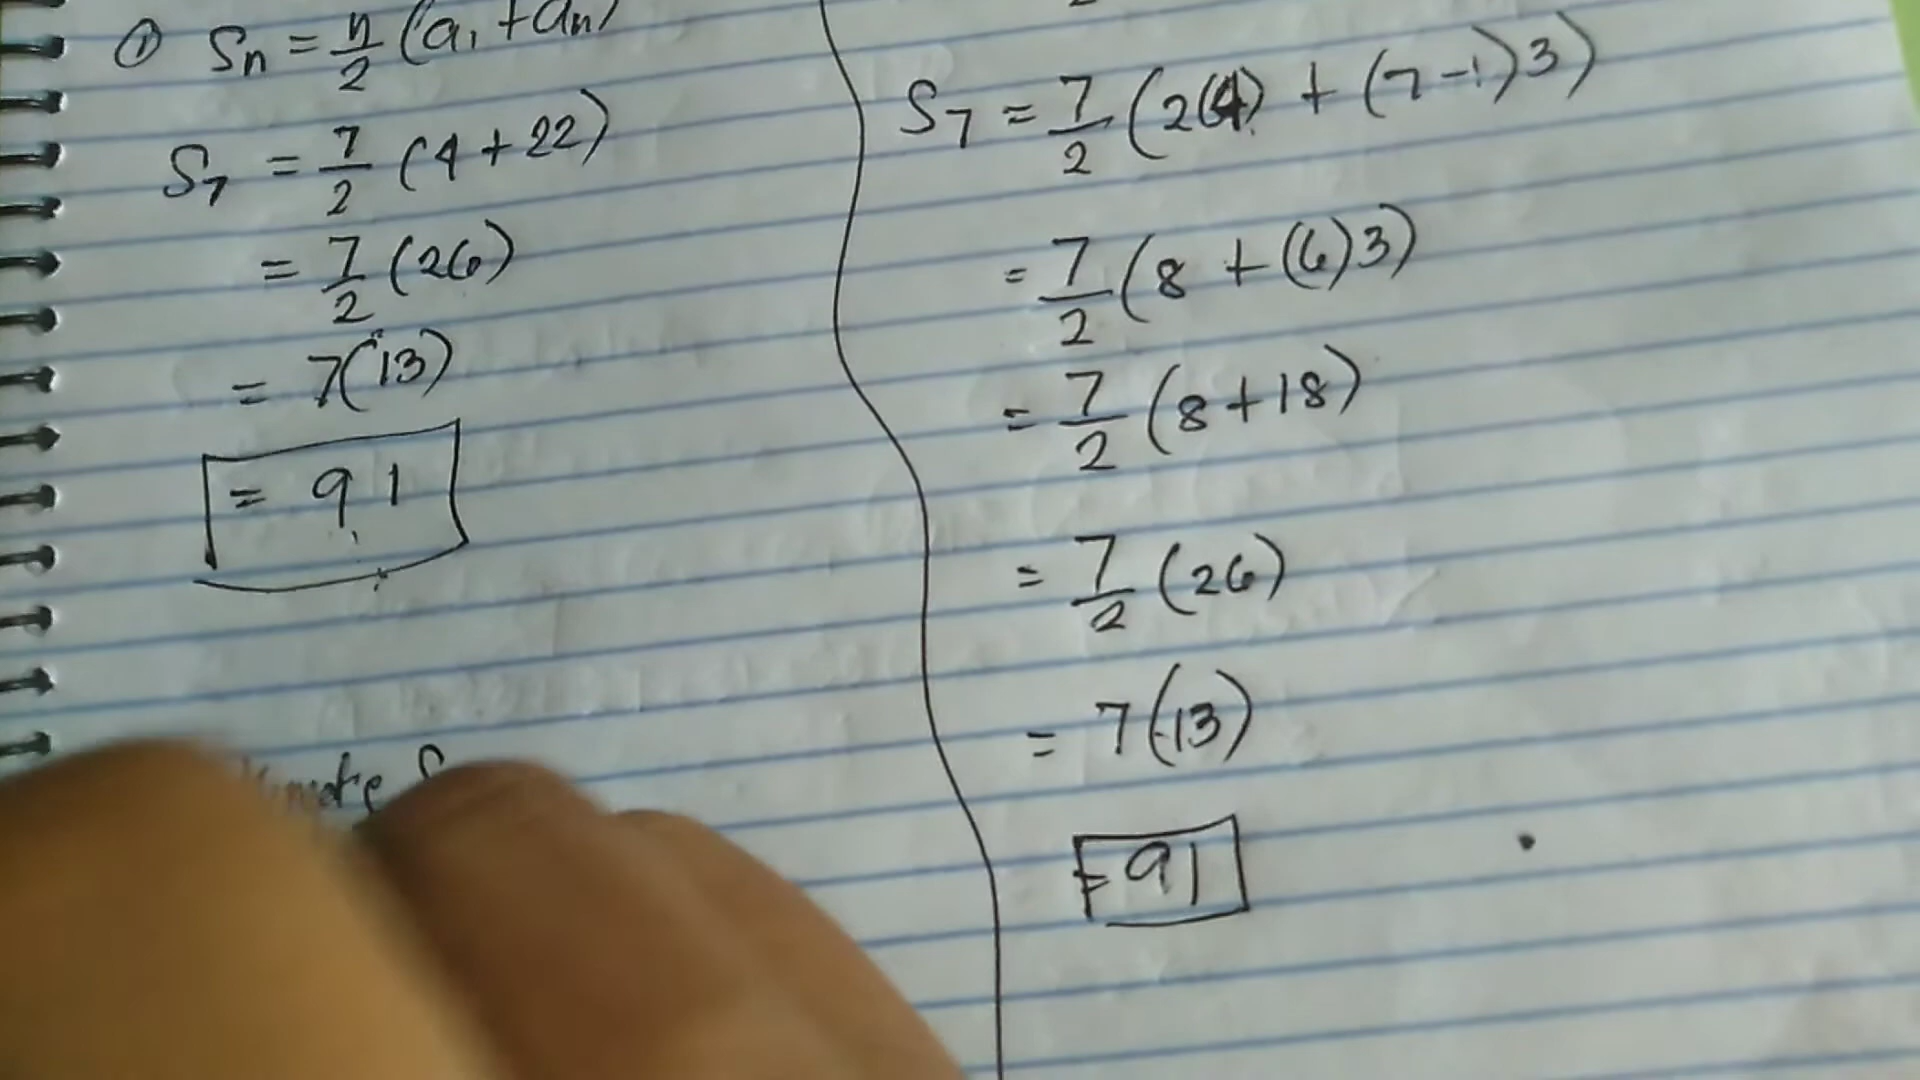 ① Sn = n/2 (a₁ + an)
S₇ = 7/2 (4 + 22)
= 7/2 (26)
= 7(13)
= 91
S₇ = 7/2 (2(4) + (7-1)3)
= 7/2 (8 + (6)3)
= 7/2 (8 + 18)
= 7/2 (26)
= 7(13)
= 91